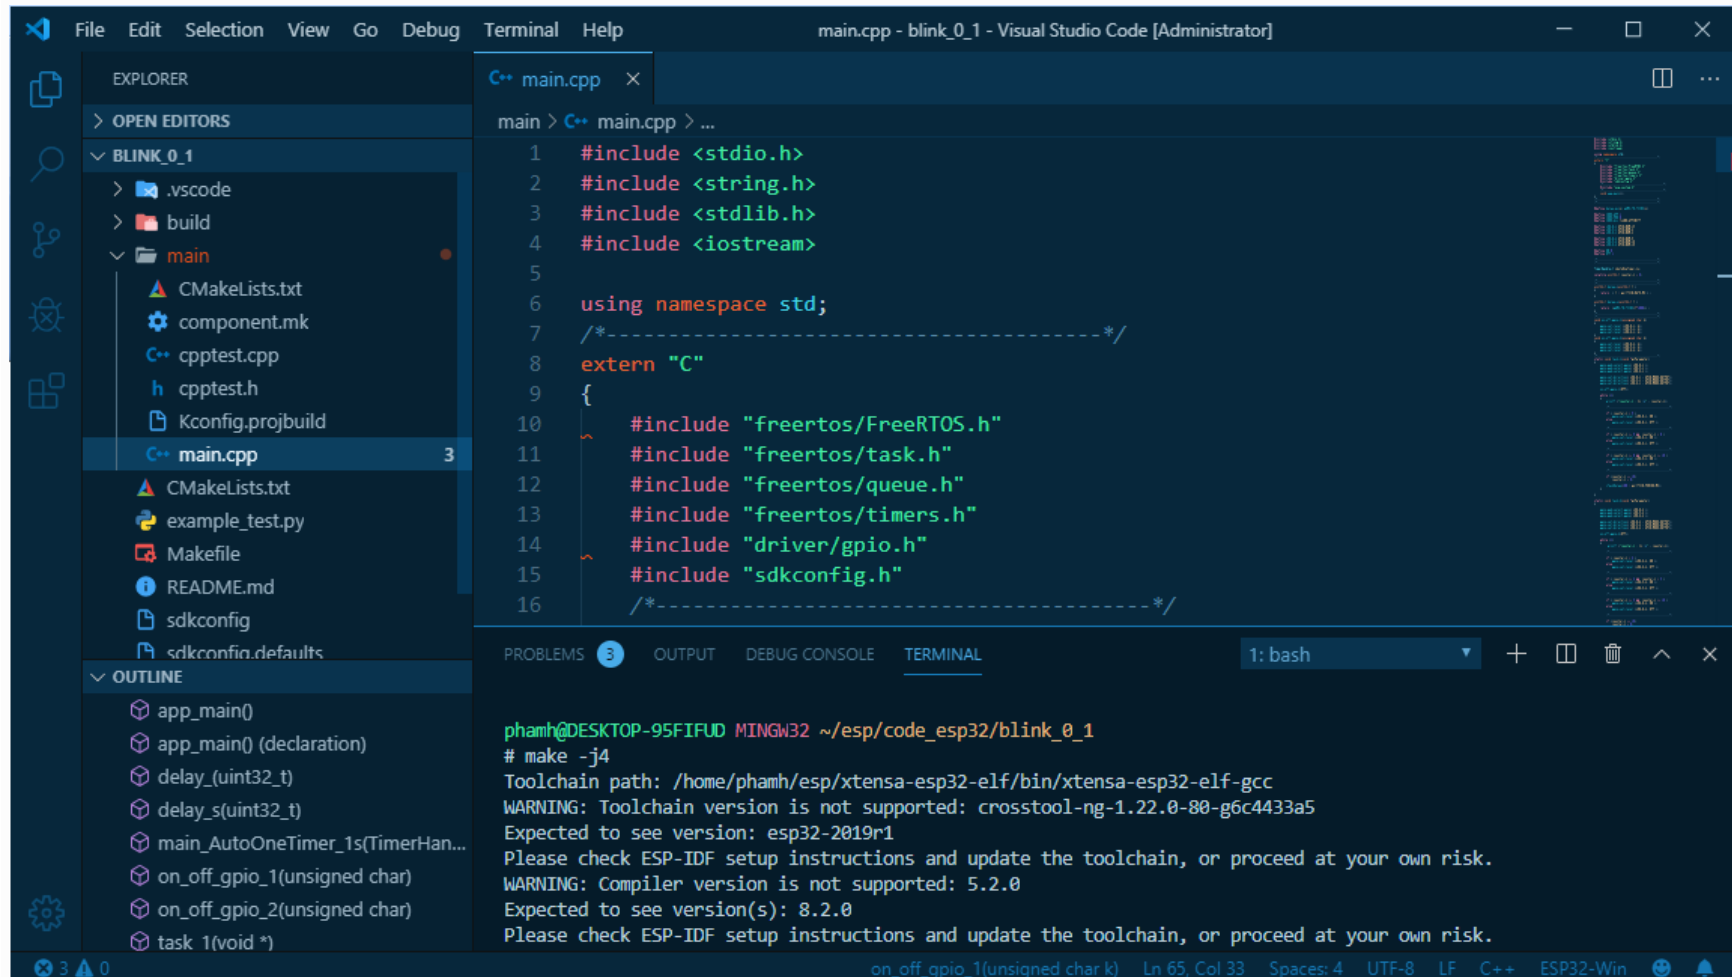 File Edit Selection View Go Debug Terminal Help main.cpp - blink_0_1 - Visual Studio Code [Administrator]
EXPLORER
OPEN EDITORS
BLINK_0_1
.vscode
build
main
CMakeLists.txt
component.mk
C++ cpptest.cpp
h cpptest.h
Kconfig.projbuild
C++ main.cpp 3
CMakeLists.txt
example_test.py
Makefile
README.md
sdkconfig
sdkconfig.defaults
OUTLINE
app_main()
app_main() (declaration)
delay_(uint32_t)
delay_s(uint32_t)
main_AutoOneTimer_1s(TimerHan...
on_off_gpio_1(unsigned char)
on_off_gpio_2(unsigned char)
task_1(void *)
C++ main.cpp
main > C++ main.cpp > ...
1 #include <stdio.h>
2 #include <string.h>
3 #include <stdlib.h>
4 #include <iostream>
5
6 using namespace std;
7 /*----------------------------------------*/
8 extern "C"
9 {
10 #include "freertos/FreeRTOS.h"
11 #include "freertos/task.h"
12 #include "freertos/queue.h"
13 #include "freertos/timers.h"
14 #include "driver/gpio.h"
15 #include "sdkconfig.h"
16 /*----------------------------------------*/
PROBLEMS 3 OUTPUT DEBUG CONSOLE TERMINAL 1: bash
phamh@DESKTOP-95FIFUD MINGW32 ~/esp/code_esp32/blink_0_1
# make -j4
Toolchain path: /home/phamh/esp/xtensa-esp32-elf/bin/xtensa-esp32-elf-gcc
WARNING: Toolchain version is not supported: crosstool-ng-1.22.0-80-g6c4433a5
Expected to see version: esp32-2019r1
Please check ESP-IDF setup instructions and update the toolchain, or proceed at your own risk.
WARNING: Compiler version is not supported: 5.2.0
Expected to see version(s): 8.2.0
Please check ESP-IDF setup instructions and update the toolchain, or proceed at your own risk.
3 0 on_off_gpio_1(unsigned char k) Ln 65, Col 33 Spaces: 4 UTF-8 LF C++ ESP32-Win